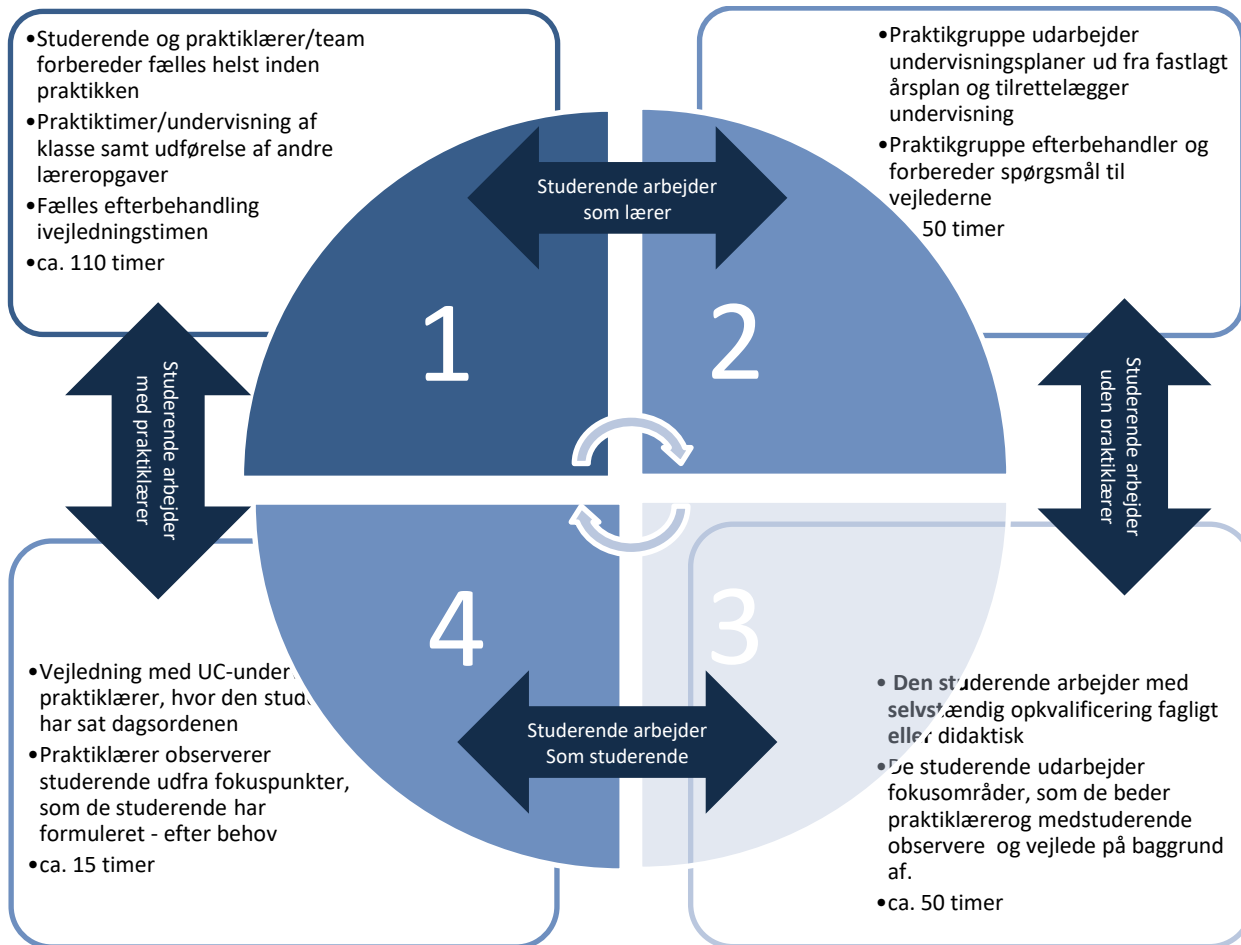 •Studerende og praktiklærer/team
forbereder fælles helst inden
praktikken
•Praktiktimer/undervisning af
klasse samt udførelse af andre
læreropgaver
•Fælles efterbehandling
ivejledningstimen
•ca. 110 timer
•Praktikgruppe udarbejder
undervisningsplaner ud fra fastlagt
årsplan og tilrettelægger
undervisning
•Praktikgruppe efterbehandler og
forbereder spørgsmål til
vejlederne
50 timer
Studerende arbejder
som lærer
1
2
Studerende arbejder
med praktiklærer
Studerende arbejder
uden praktiklærer
4
3
•Vejledning med UC-under
praktiklærer, hvor den stud
har sat dagsordenen
•Praktiklærer observerer
studerende udfra fokuspunkter,
som de studerende har
formuleret - efter behov
•ca. 15 timer
Studerende arbejder
Som studerende
• Den studerende arbejder med
selvstændig opkvalificering fagligt
eller didaktisk
•De studerende udarbejder
fokusområder, som de beder
praktiklærerog medstuderende
observere og vejlede på baggrund
af.
•ca. 50 timer